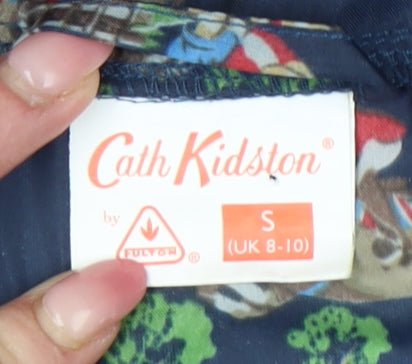 Cath Kidston®
by
FULTON®
S
(UK 8-10)